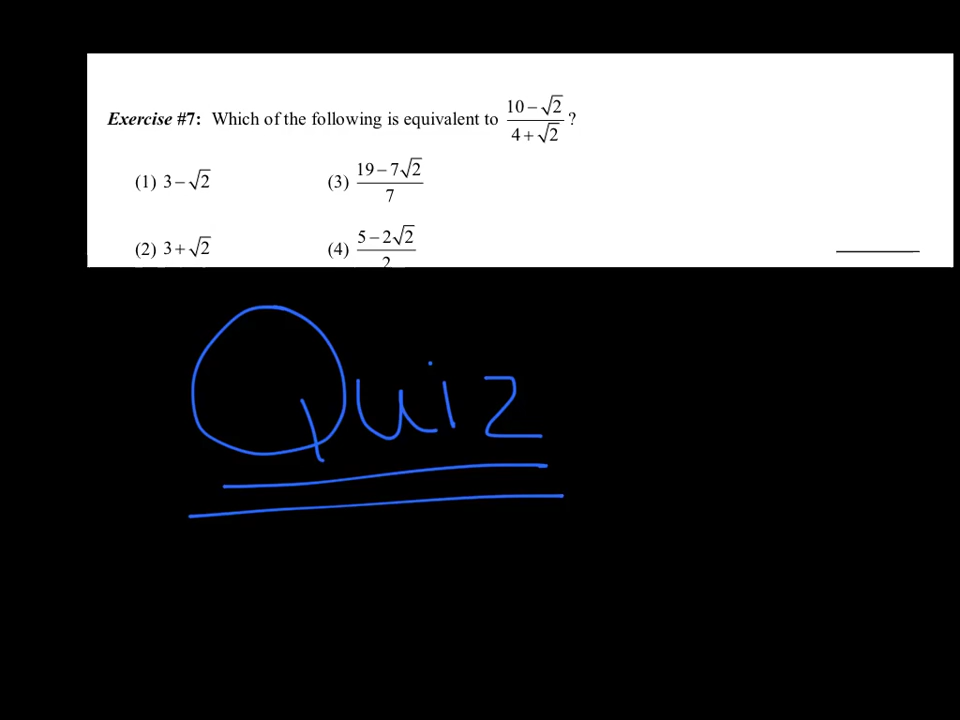 Exercise #7: Which of the following is equivalent to (10 − √2)/(4 + √2) ?
(1) 3 − √2 (3) (19 − 7√2)/7
(2) 3 + √2 (4) (5 − 2√2)/2
Quiz